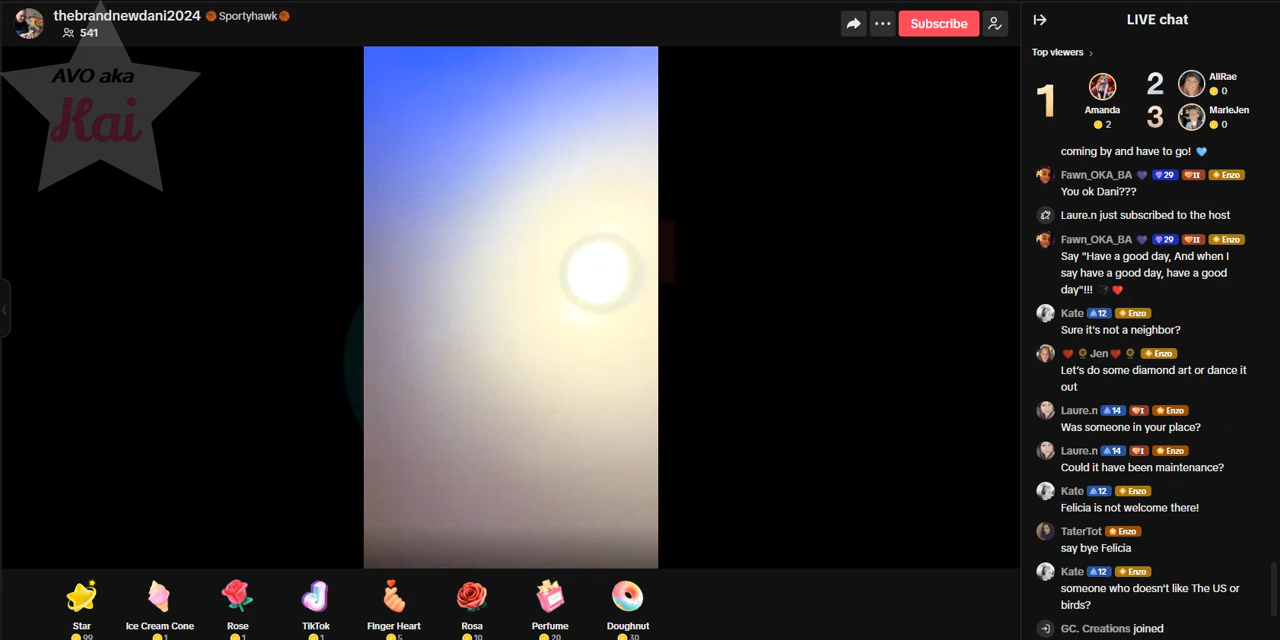 thebrandnewdani2024 🏀 Sportyhawk🏀
541
Subscribe
AVO aka
Kai
LIVE chat
Top viewers
1
Amanda
2
2
AllRae
0
3
MarieJen
0
coming by and have to go! 💙
Fawn_OKA_BA 💜 29 II Enzo
You ok Dani???
Laure.n just subscribed to the host
Fawn_OKA_BA 💜 29 II Enzo
Say "Have a good day, And when I
say have a good day, have a good
day"!!! 🖤❤️
Kate 12 Enzo
Sure it's not a neighbor?
❤️🌻Jen❤️🌻 Enzo
Let's do some diamond art or dance it
out
Laure.n 14 I Enzo
Was someone in your place?
Laure.n 14 I Enzo
Could it have been maintenance?
Kate 12 Enzo
Felicia is not welcome there!
TaterTot Enzo
say bye Felicia
Kate 12 Enzo
someone who doesn't like The US or
birds?
GC. Creations joined
Star
99
Ice Cream Cone
1
Rose
1
TikTok
1
Finger Heart
5
Rosa
10
Perfume
20
Doughnut
30